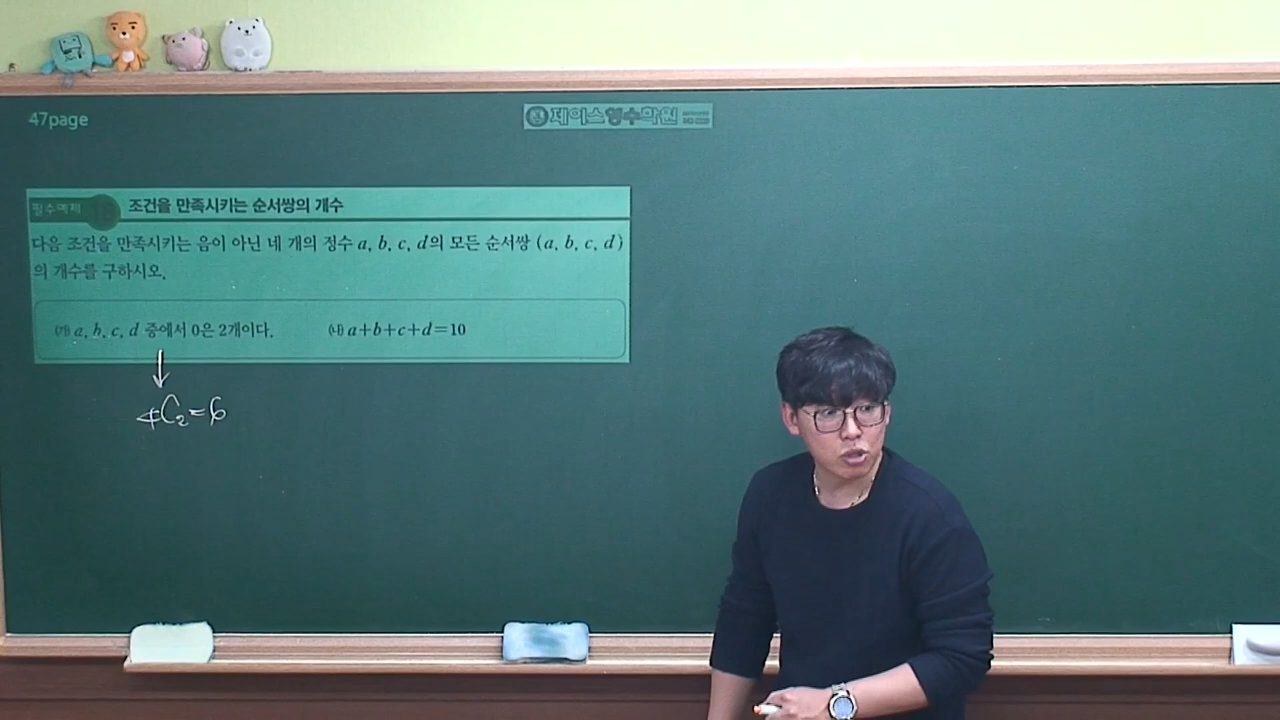 47page
제이스영수학원
필수예제 18 조건을 만족시키는 순서쌍의 개수
다음 조건을 만족시키는 음이 아닌 네 개의 정수 a, b, c, d의 모든 순서쌍 (a, b, c, d)
의 개수를 구하시오.
㈎ a, b, c, d 중에서 0은 2개이다. ㈏ a+b+c+d=10
₄C₂=6